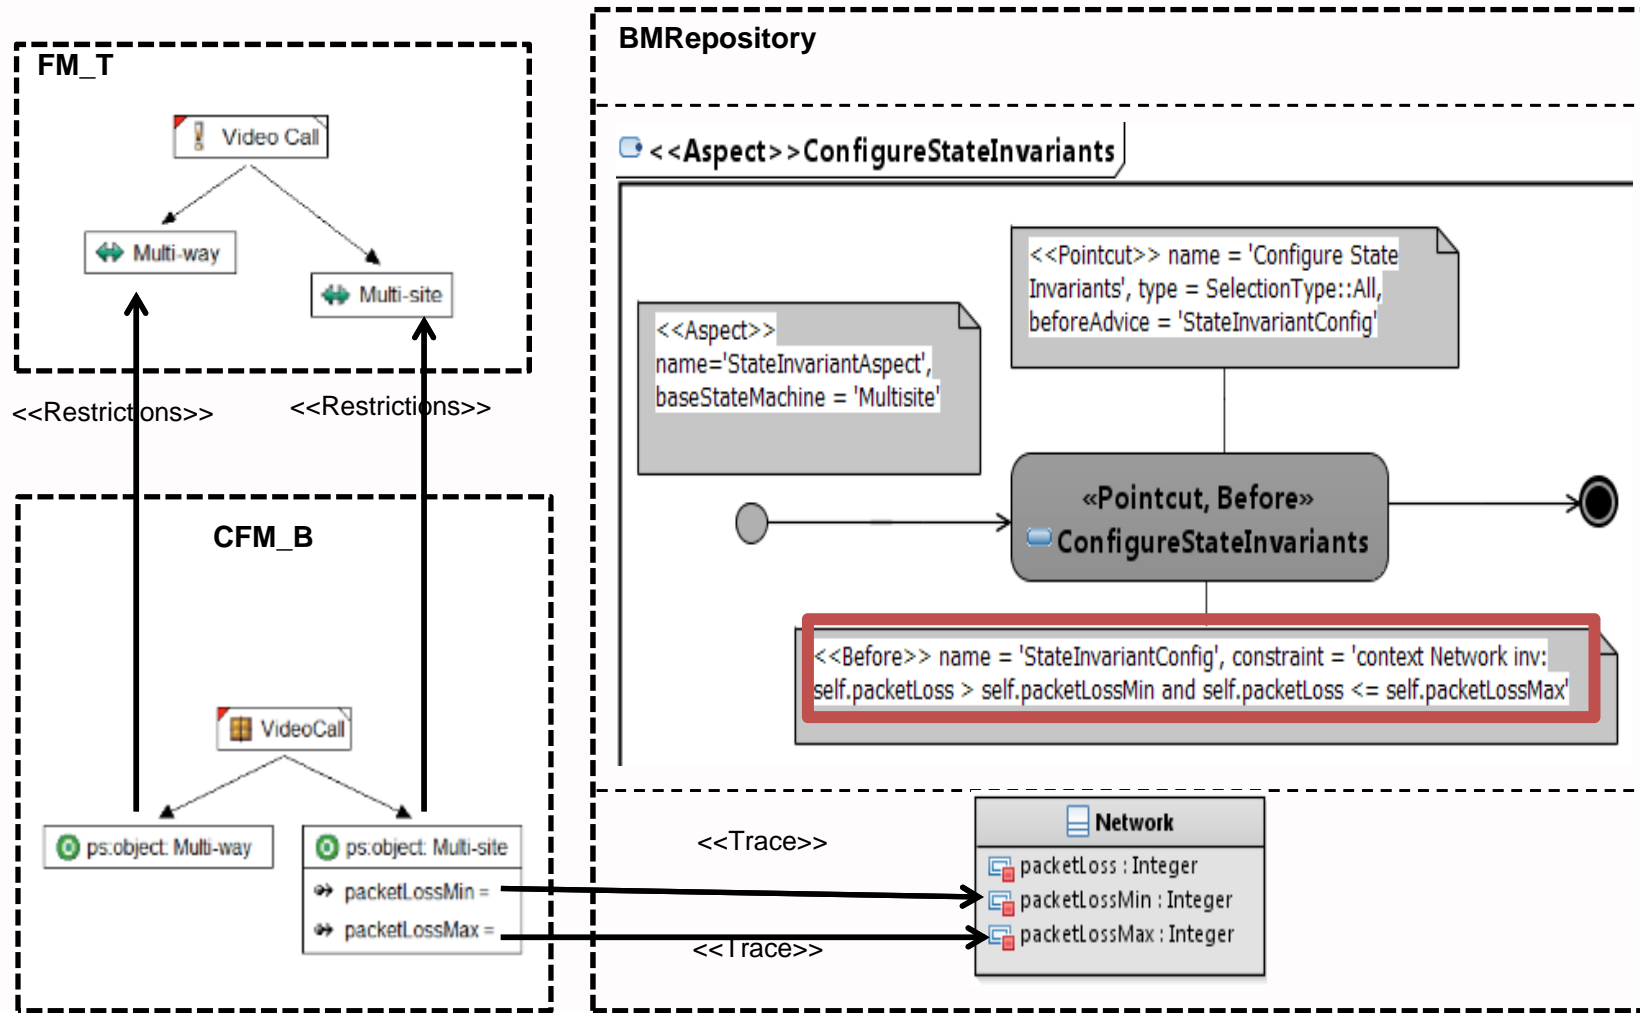 FM_T
Video Call
Multi-way
Multi-site
<<Restrictions>>
<<Restrictions>>
CFM_B
VideoCall
ps:object: Multi-way
ps:object: Multi-site
packetLossMin =
packetLossMax =
BMRepository
<<Aspect>>ConfigureStateInvariants
<<Aspect>>
name='StateInvariantAspect',
baseStateMachine = 'Multisite'
<<Pointcut>> name = 'Configure State
Invariants', type = SelectionType::All,
beforeAdvice = 'StateInvariantConfig'
«Pointcut, Before»
ConfigureStateInvariants
<<Before>> name = 'StateInvariantConfig', constraint = 'context Network inv:
self.packetLoss > self.packetLossMin and self.packetLoss <= self.packetLossMax'
<<Trace>>
<<Trace>>
Network
packetLoss : Integer
packetLossMin : Integer
packetLossMax : Integer